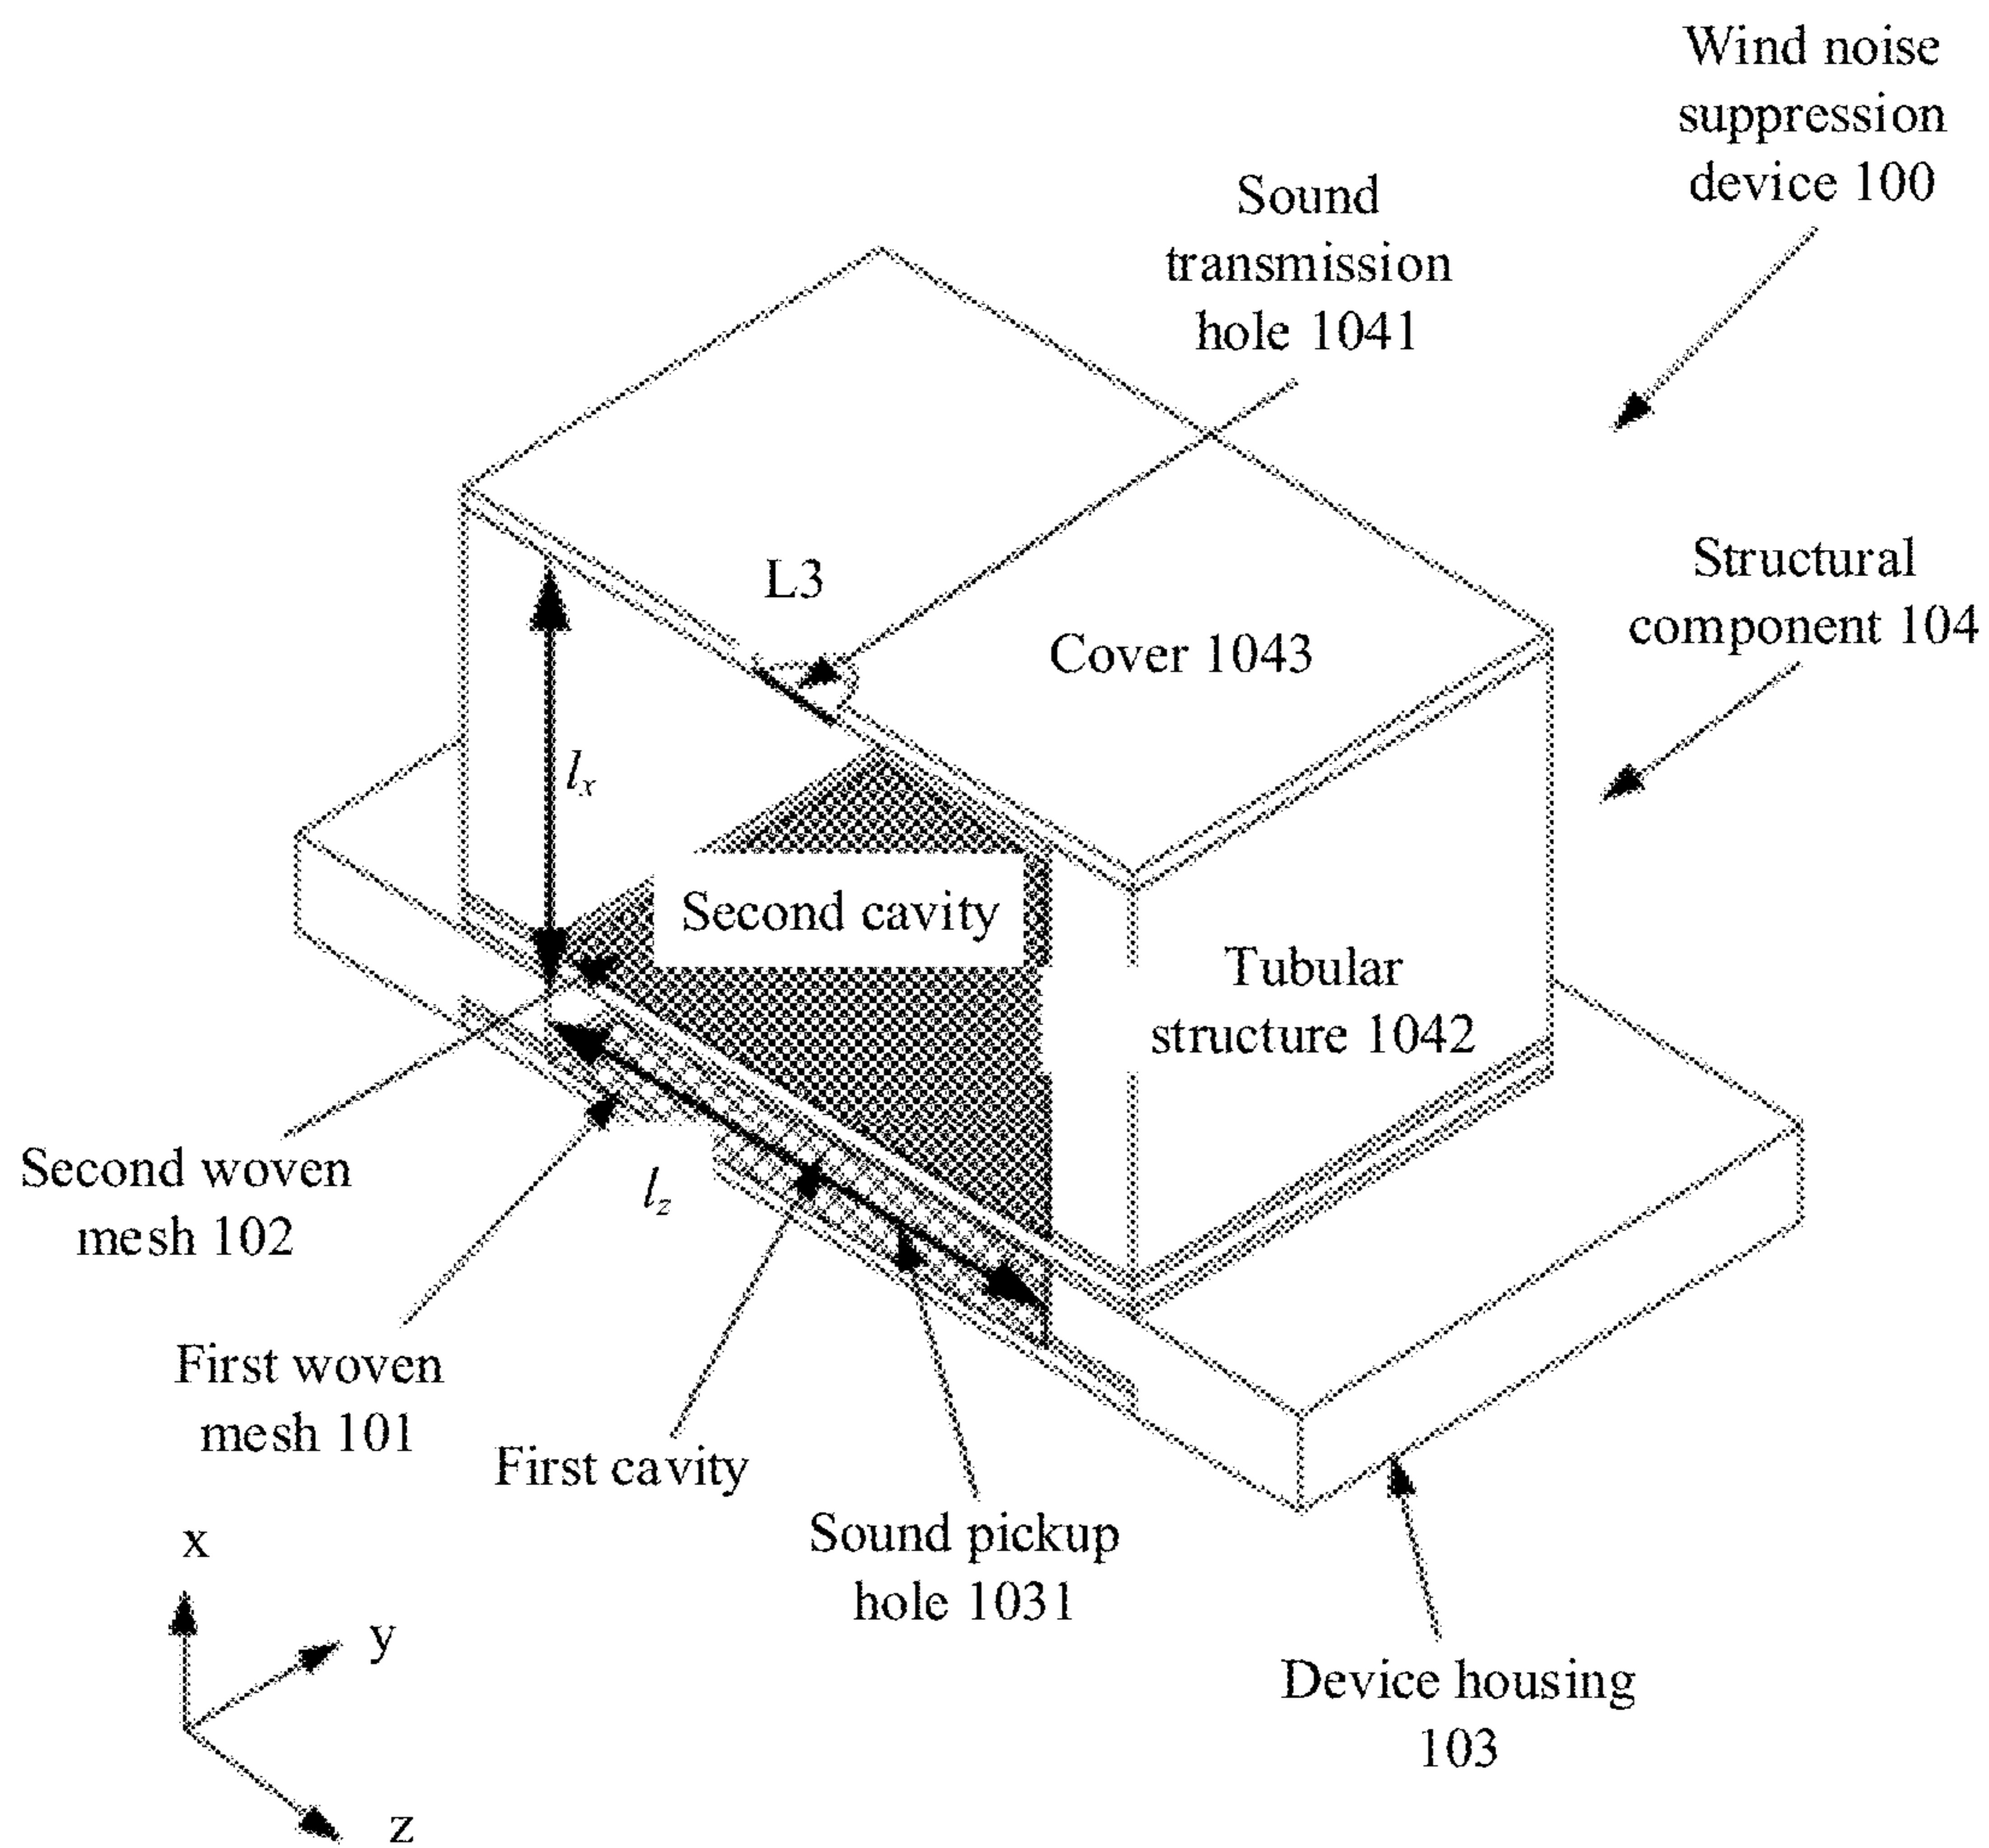 Wind noise
suppression
device 100
Sound
transmission
hole 1041
Structural
component 104
L3
Cover 1043
lx
Second cavity
Tubular
structure 1042
Second woven
mesh 102
lz
First woven
mesh 101
First cavity
Sound pickup
hole 1031
Device housing
103
x
y
z